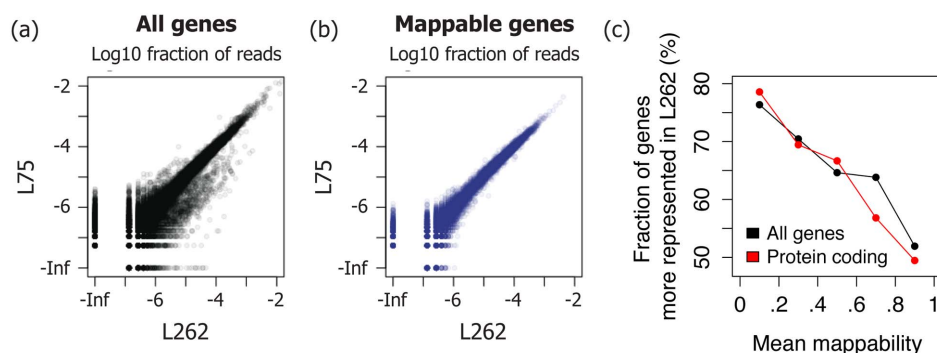 (a)
All genes
Log10 fraction of reads
L75
-2
-4
-6
-Inf
-Inf
-6
-4
-2
L262
(b)
Mappable genes
Log10 fraction of reads
L75
-2
-4
-6
-Inf
-Inf
-6
-4
-2
L262
(c)
Fraction of genes
more represented in L262 (%)
80
70
60
50
All genes
Protein coding
0
.2
.4
.6
.8
1
Mean mappability